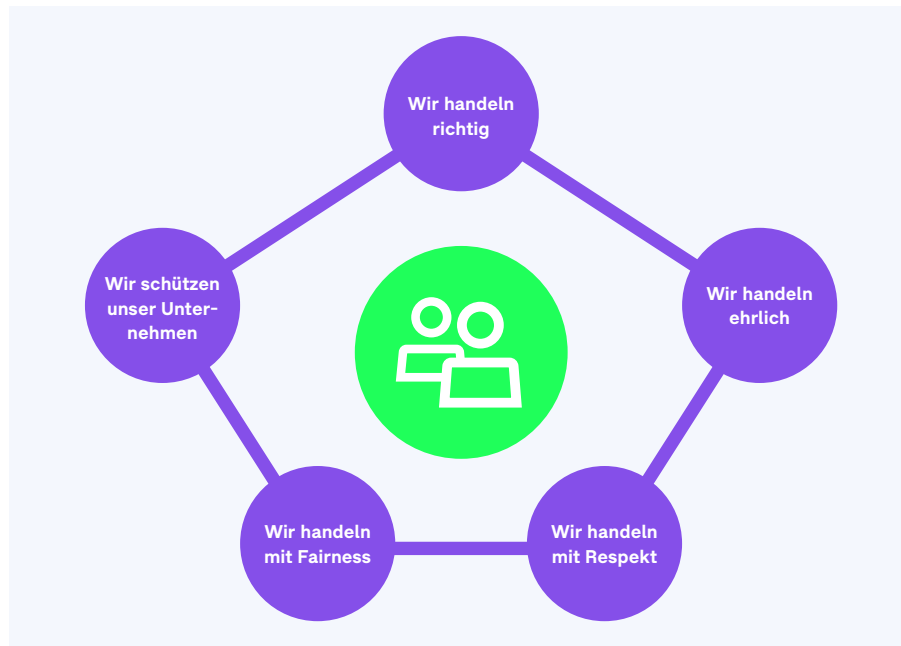 Wir handeln
richtig
Wir handeln
ehrlich
Wir handeln
mit Respekt
Wir handeln
mit Fairness
Wir schützen
unser Unter-
nehmen